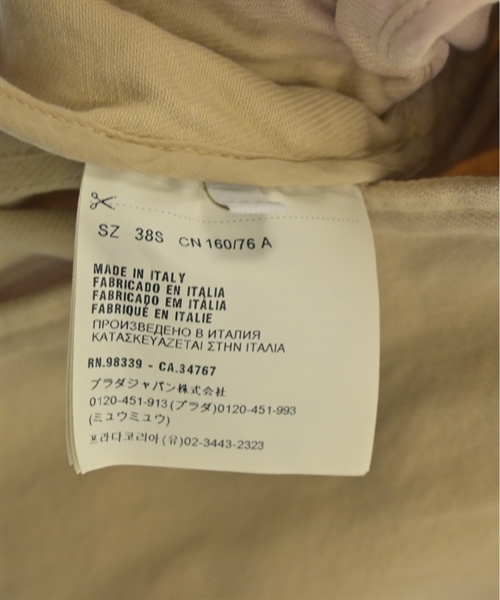 SZ 38S CN 160/76 A
MADE IN ITALY
FABRICADO EN ITALIA
FABRICADO EM ITÁLIA
FABRIQUÉ EN ITALIE
ПРОИЗВЕДЕНО В ИТАЛИЯ
ΚΑΤΑΣΚΕΥΑΖΕΤΑΙ ΣΤΗΝ ΙΤΑΛΙΑ
RN.98339 - CA.34767
プラダジャパン株式会社
0120-451-913(プラダ)0120-451-993
(ミュウミュウ)
프라다코리아(유)02-3443-2323